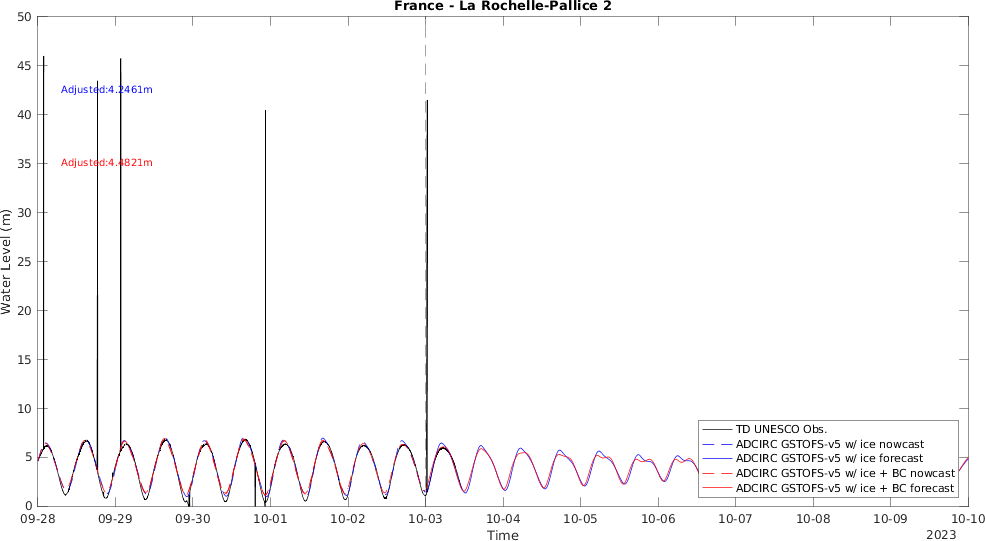 France - La Rochelle-Pallice 2
50
45
40
35
30
25
20
15
10
5
0
Water Level (m)
Adjusted:4.2461m
Adjusted:4.4821m
TD UNESCO Obs.
ADCIRC GSTOFS-v5 w/ ice nowcast
ADCIRC GSTOFS-v5 w/ ice forecast
ADCIRC GSTOFS-v5 w/ ice + BC nowcast
ADCIRC GSTOFS-v5 w/ ice + BC forecast
09-28 09-29 09-30 10-01 10-02 10-03 10-04 10-05 10-06 10-07 10-08 10-09 10-10
Time
2023